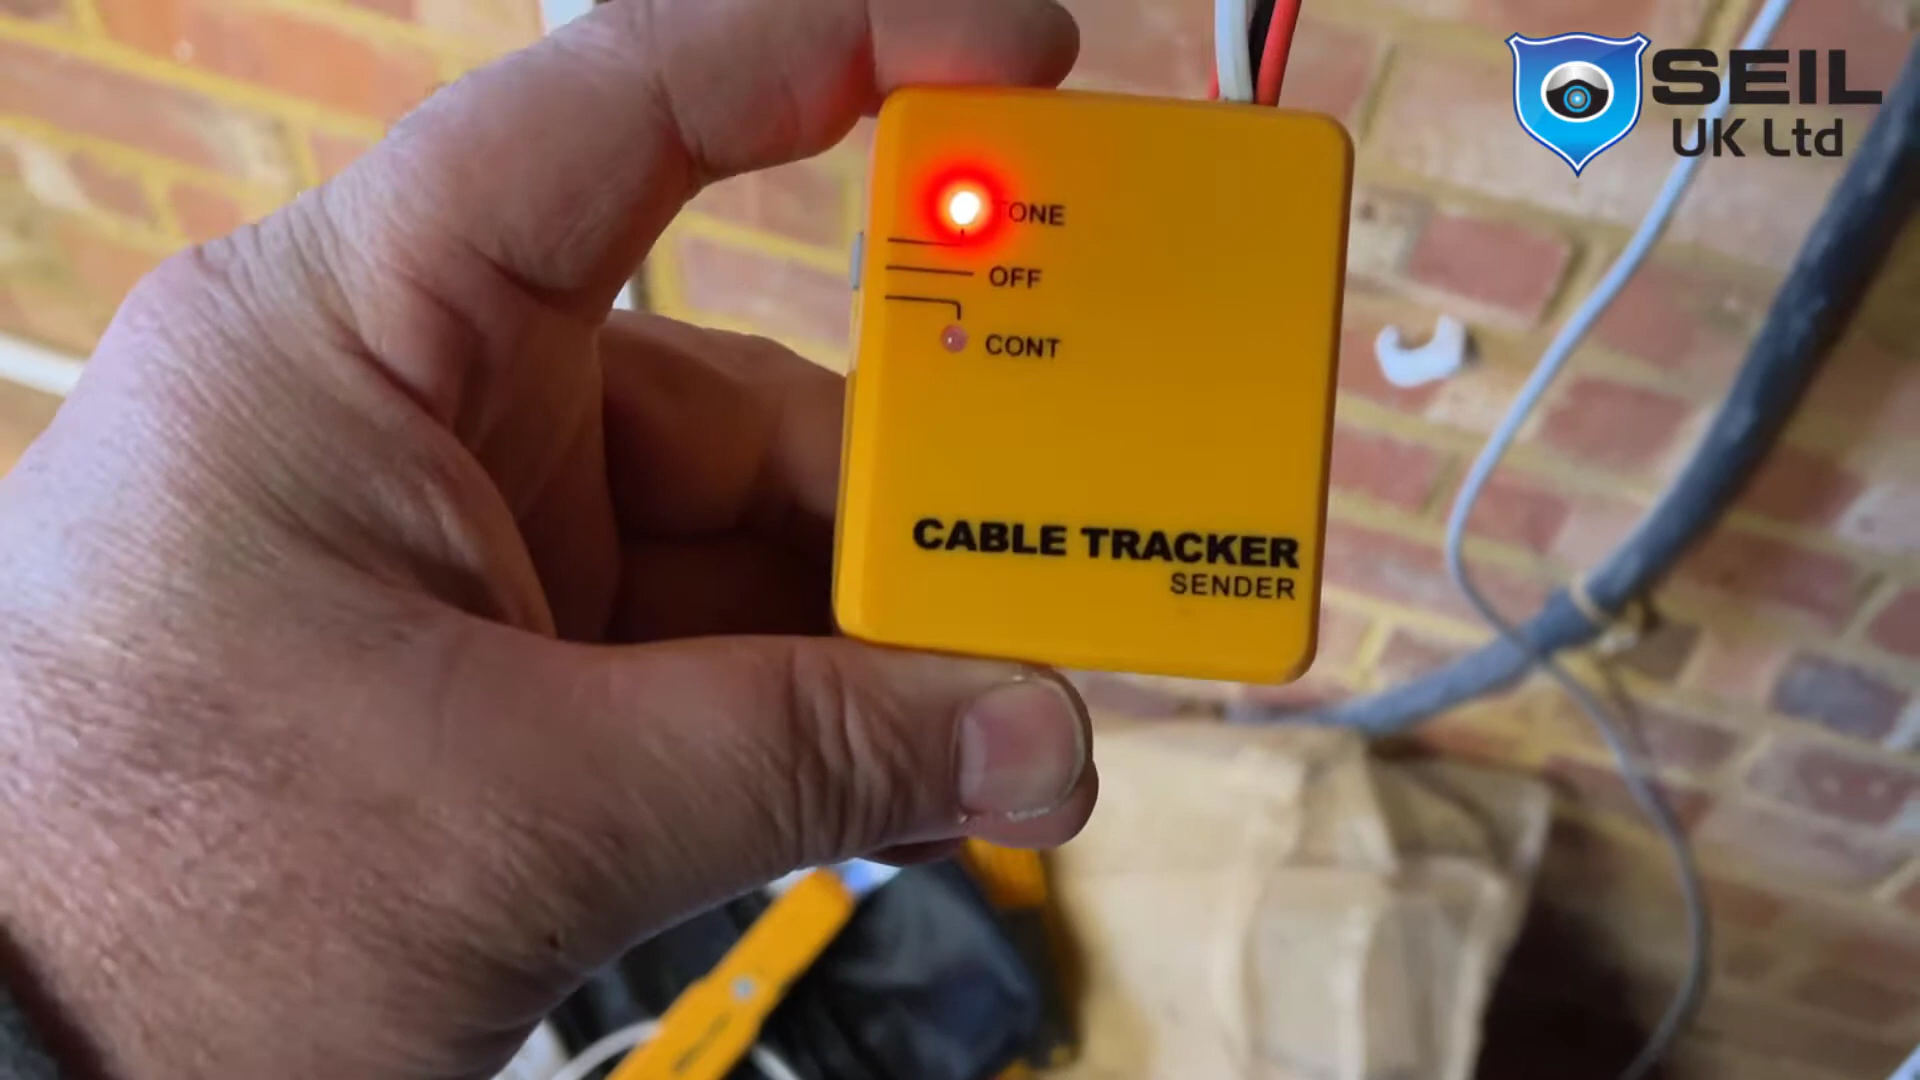 SEIL
UK Ltd
TONE
OFF
CONT
CABLE TRACKER
SENDER